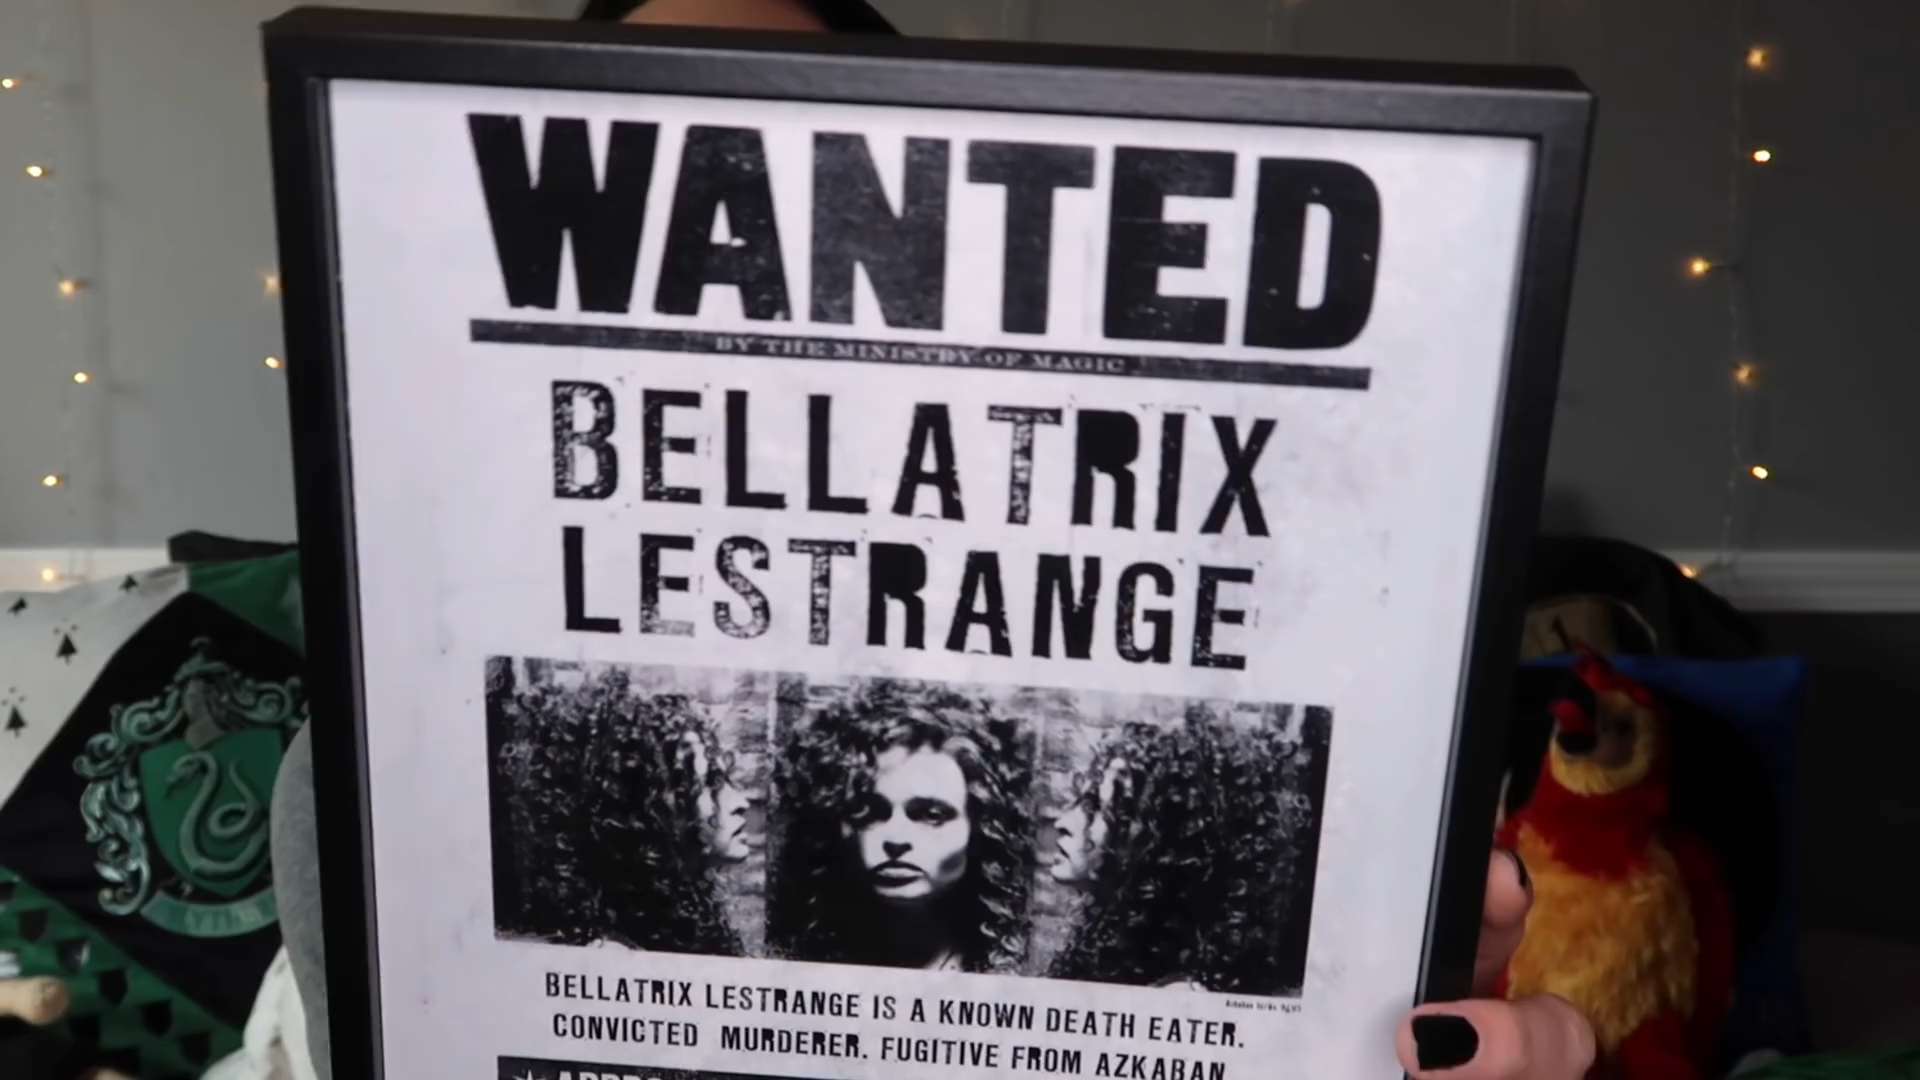 WANTED
BY THE MINISTRY OF MAGIC
BELLATRIX
LESTRANGE
BELLATRIX LESTRANGE IS A KNOWN DEATH EATER.
CONVICTED MURDERER. FUGITIVE FROM AZKABAN